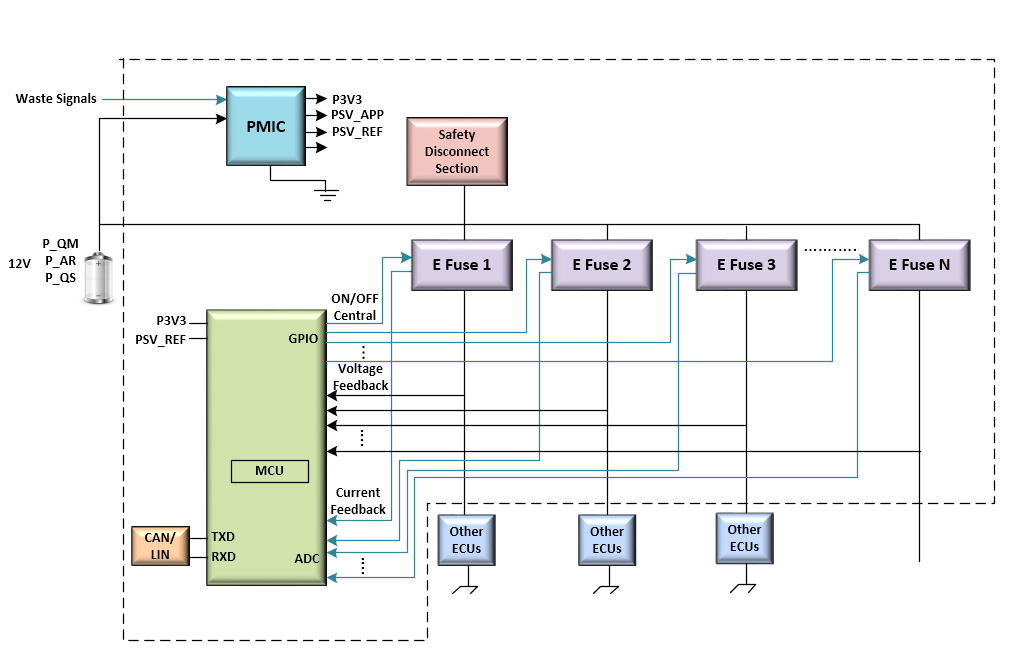 Waste Signals
PMIC
P3V3
PSV_APP
PSV_REF
Safety
Disconnect
Section
12V
P_QM
P_AR
P_QS
E Fuse 1
E Fuse 2
E Fuse 3
E Fuse N
ON/OFF
Central
P3V3
PSV_REF
GPIO
Voltage
Feedback
MCU
Current
Feedback
CAN/
LIN
TXD
RXD
ADC
Other
ECUs
Other
ECUs
Other
ECUs